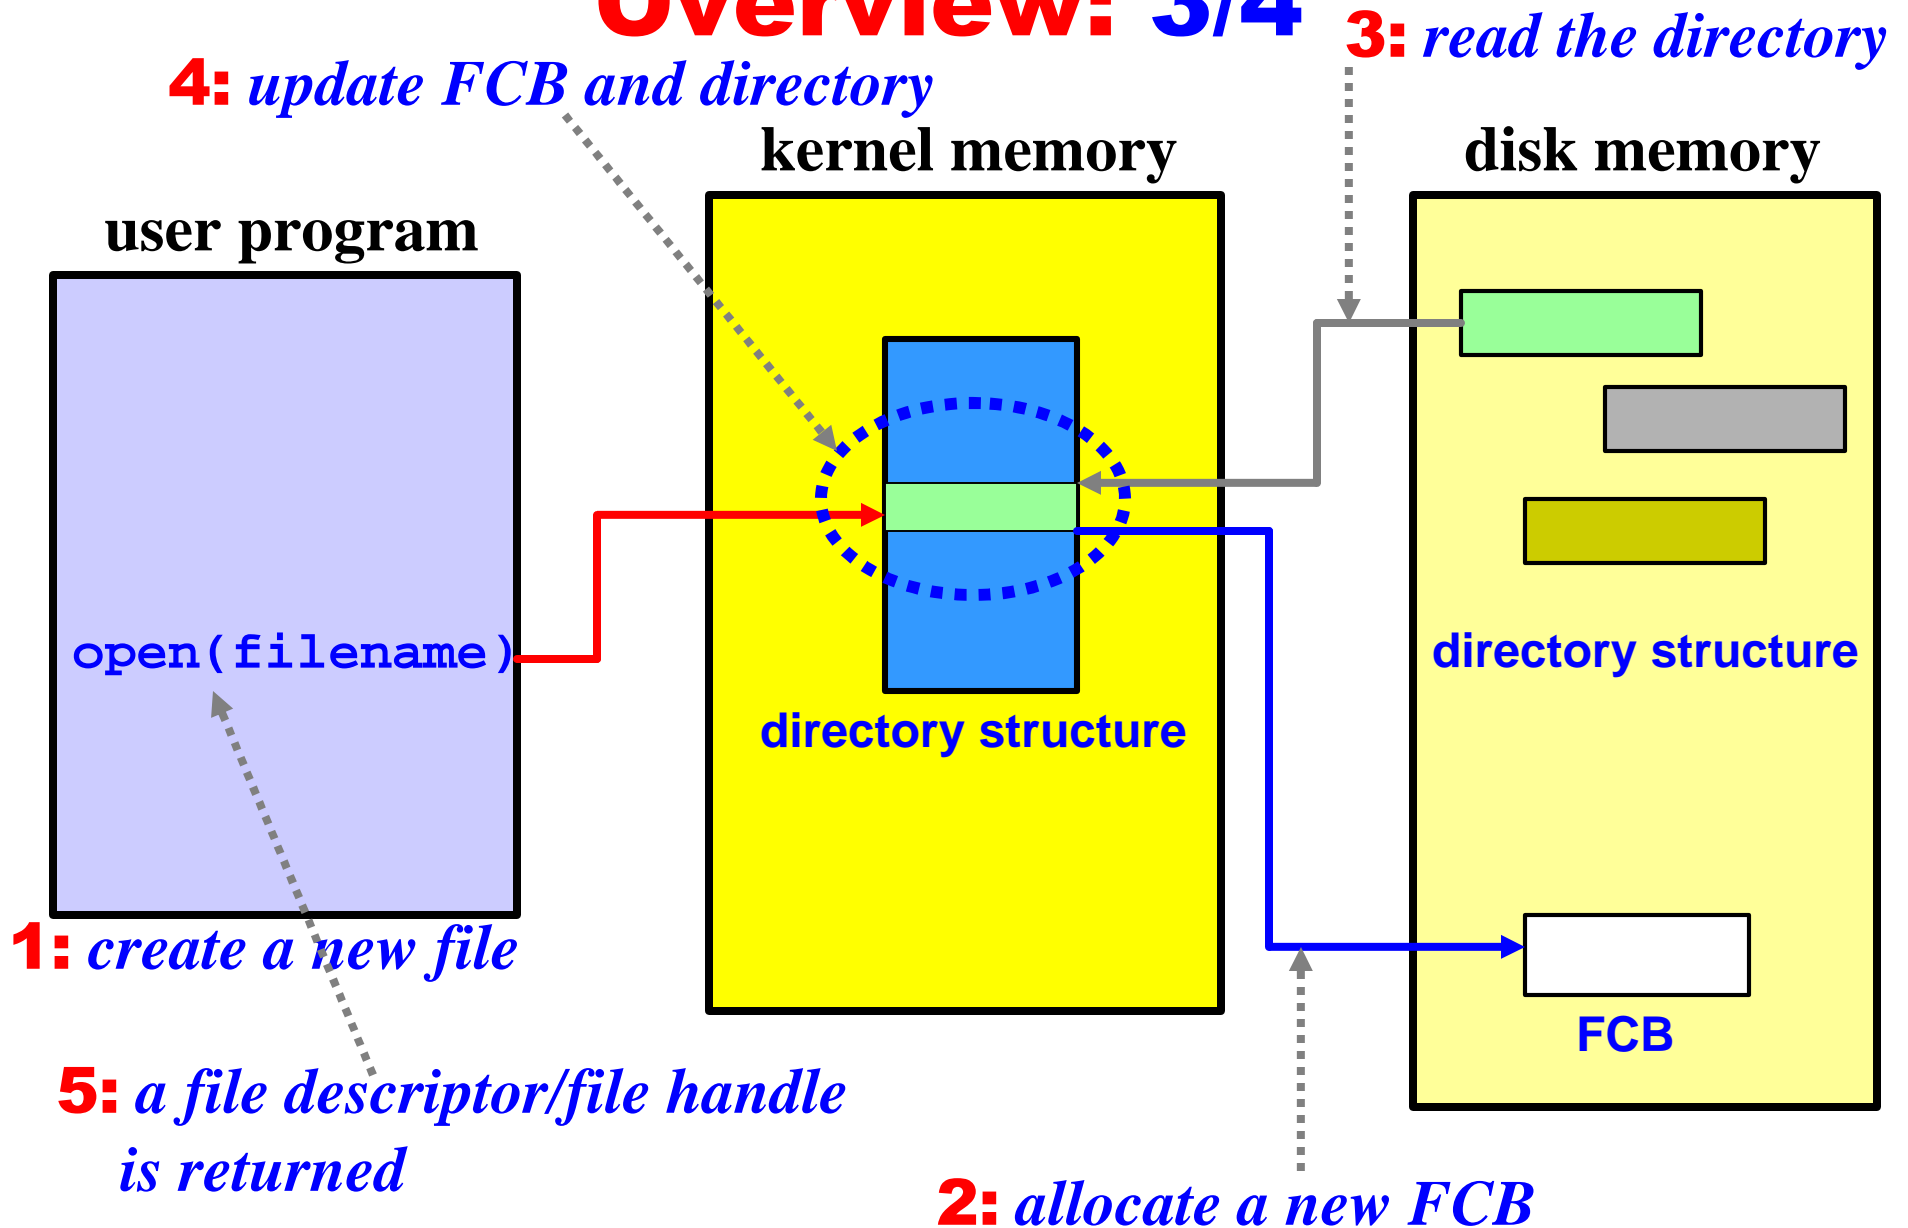 Overview: 3/4
3: read the directory
4: update FCB and directory
kernel memory
disk memory
user program
open(filename)
directory structure
directory structure
1: create a new file
FCB
5: a file descriptor/file handle
is returned
2: allocate a new FCB